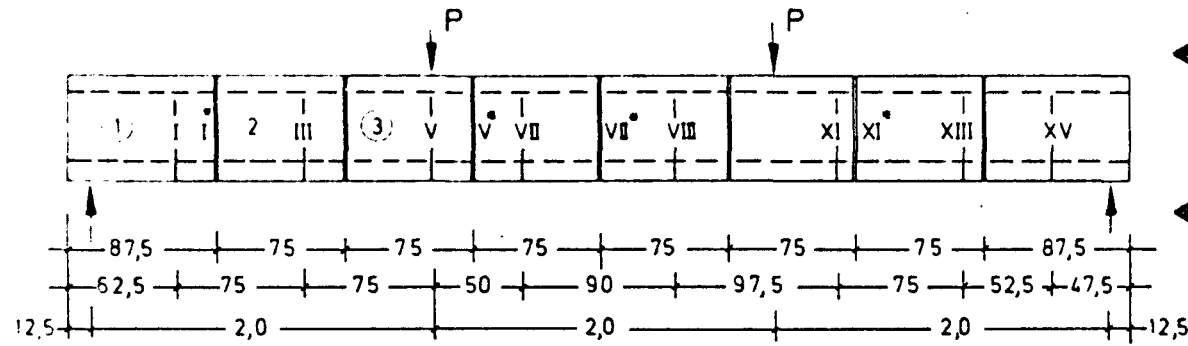 P P
1 I I* 2 III 3 V V* VII VII* VIII XI XI* XIII XV
87,5 75 75 75 75 75 75 87,5
62,5 75 75 50 90 97,5 75 52,5 47,5
12,5 2,0 2,0 2,0 12,5